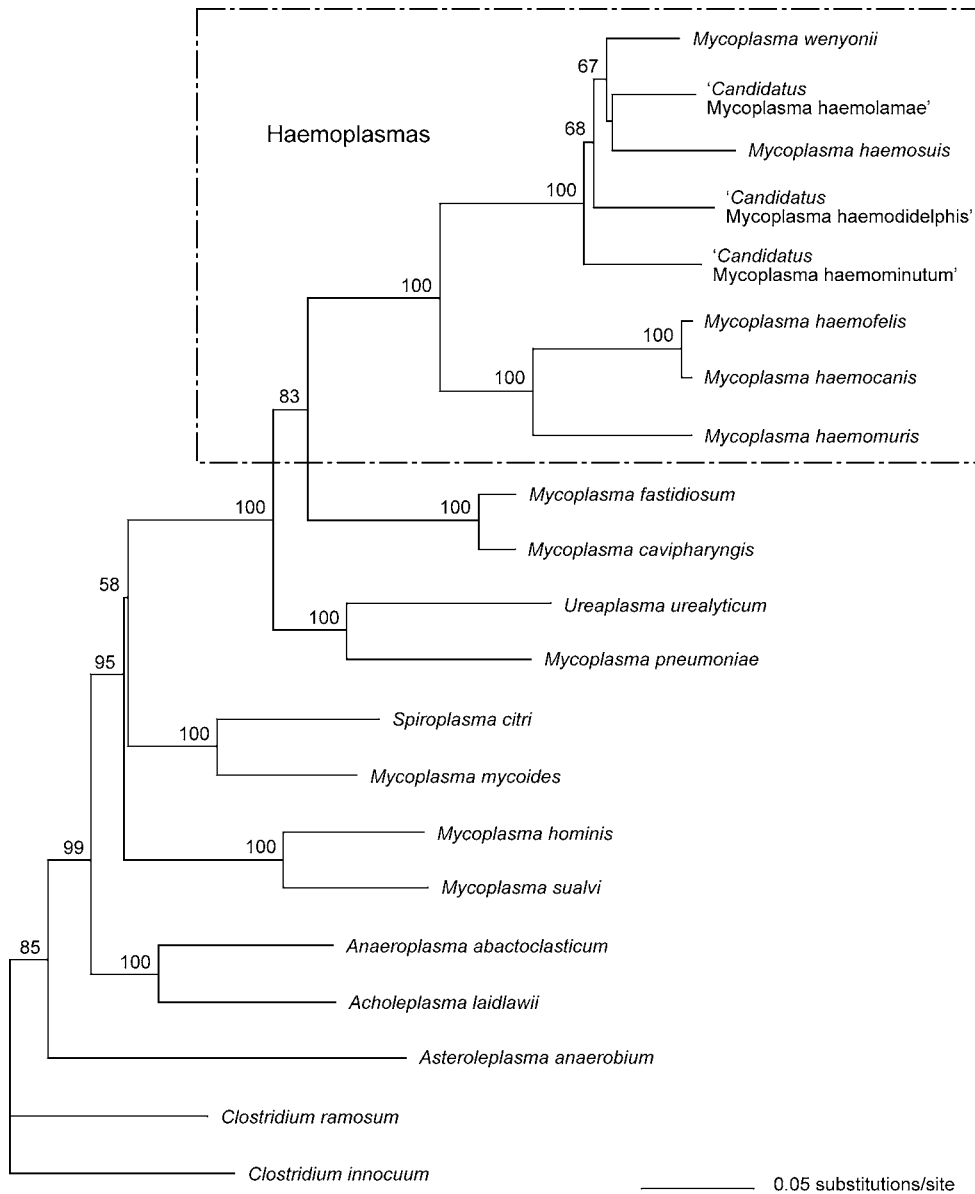 Mycoplasma wenyonii
67
'Candidatus
Mycoplasma haemolamae'
Haemoplasmas
68
Mycoplasma haemosuis
100
'Candidatus
Mycoplasma haemodidelphis'
'Candidatus
Mycoplasma haemominutum'
100
Mycoplasma haemofelis
100
Mycoplasma haemocanis
100
83
Mycoplasma haemomuris
Mycoplasma fastidiosum
100
100
Mycoplasma cavipharyngis
58
Ureaplasma urealyticum
100
Mycoplasma pneumoniae
95
Spiroplasma citri
100
Mycoplasma mycoides
Mycoplasma hominis
99
100
Mycoplasma sualvi
85
Anaeroplasma abactoclasticum
100
Acholeplasma laidlawii
Asteroleplasma anaerobium
Clostridium ramosum
Clostridium innocuum
0.05 substitutions/site